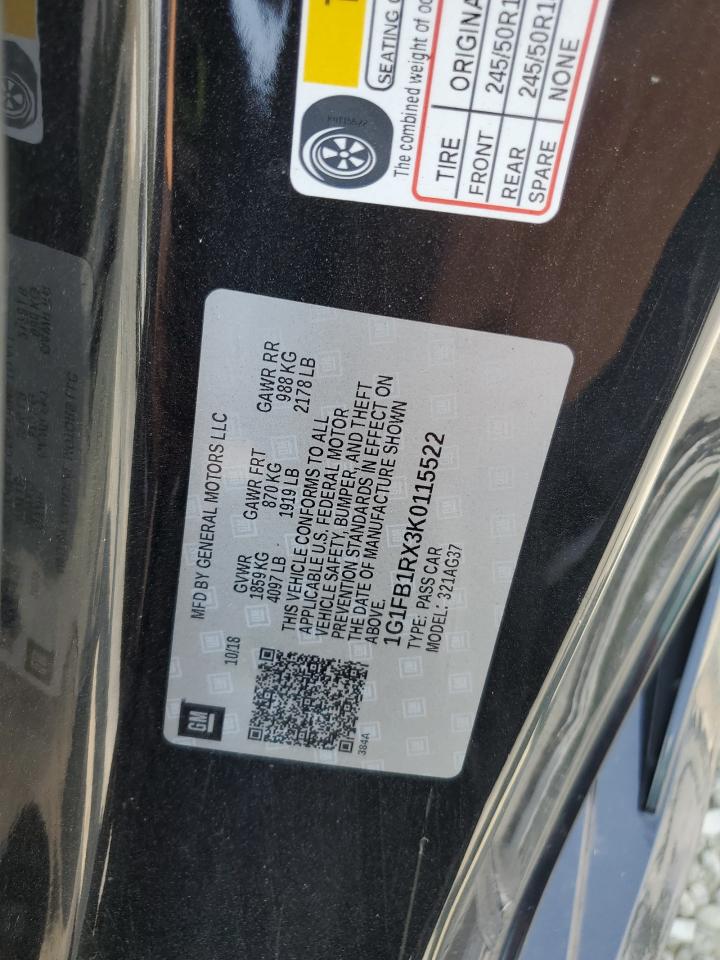 MFD BY GENERAL MOTORS LLC
10/18
GVWR
1859 KG
4097 LB
GAWR FRT
870 KG
1919 LB
GAWR RR
988 KG
2178 LB
THIS VEHICLE CONFORMS TO ALL
APPLICABLE U.S. FEDERAL MOTOR
VEHICLE SAFETY, BUMPER, AND THEFT
PREVENTION STANDARDS IN EFFECT ON
THE DATE OF MANUFACTURE SHOWN
ABOVE.
1G1FB1RX3K0115522
TYPE: PASS CAR
MODEL: 321AG37
GM
384A
SEATING
The combined weight of
TIRE ORIGINA
FRONT 245/50R1
REAR 245/50R1
SPARE NONE